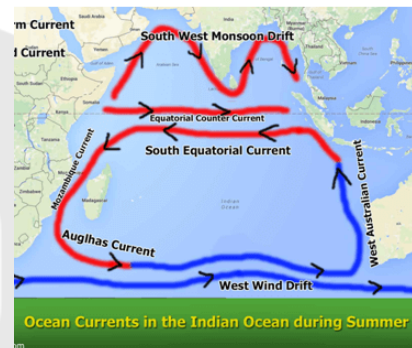 rm Current
d Current
South West Monsoon Drift
Equatorial Counter Current
South Equatorial Current
Mozambique Current
West Australian Current
Auglhas Current
West Wind Drift
Ocean Currents in the Indian Ocean during Summer